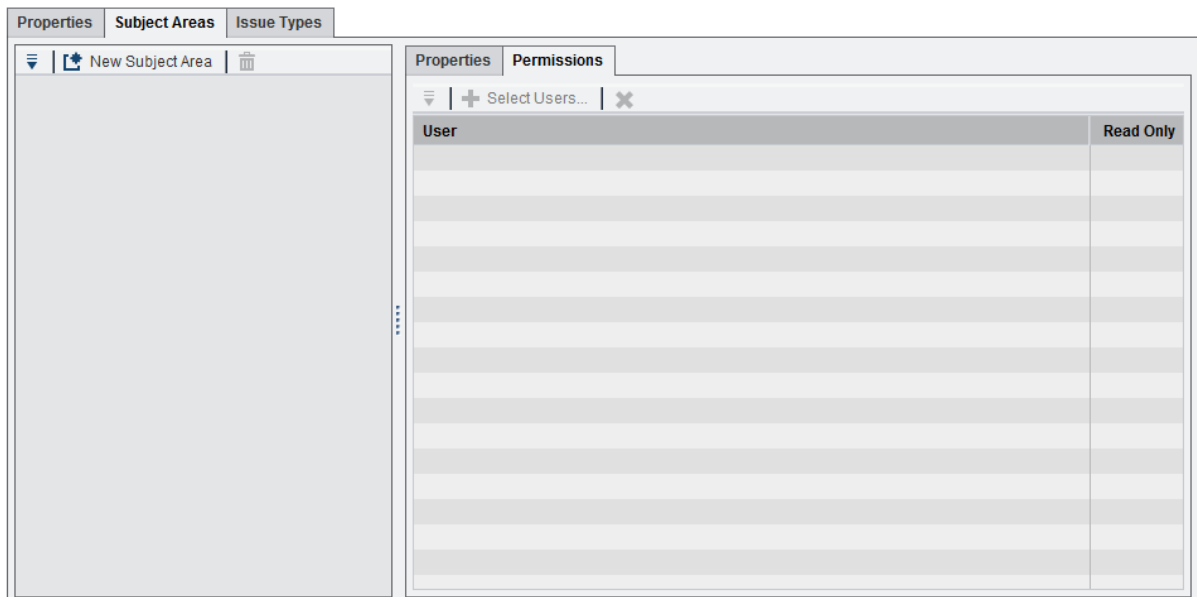 Properties Subject Areas Issue Types
New Subject Area
Properties Permissions
Select Users...
User Read Only